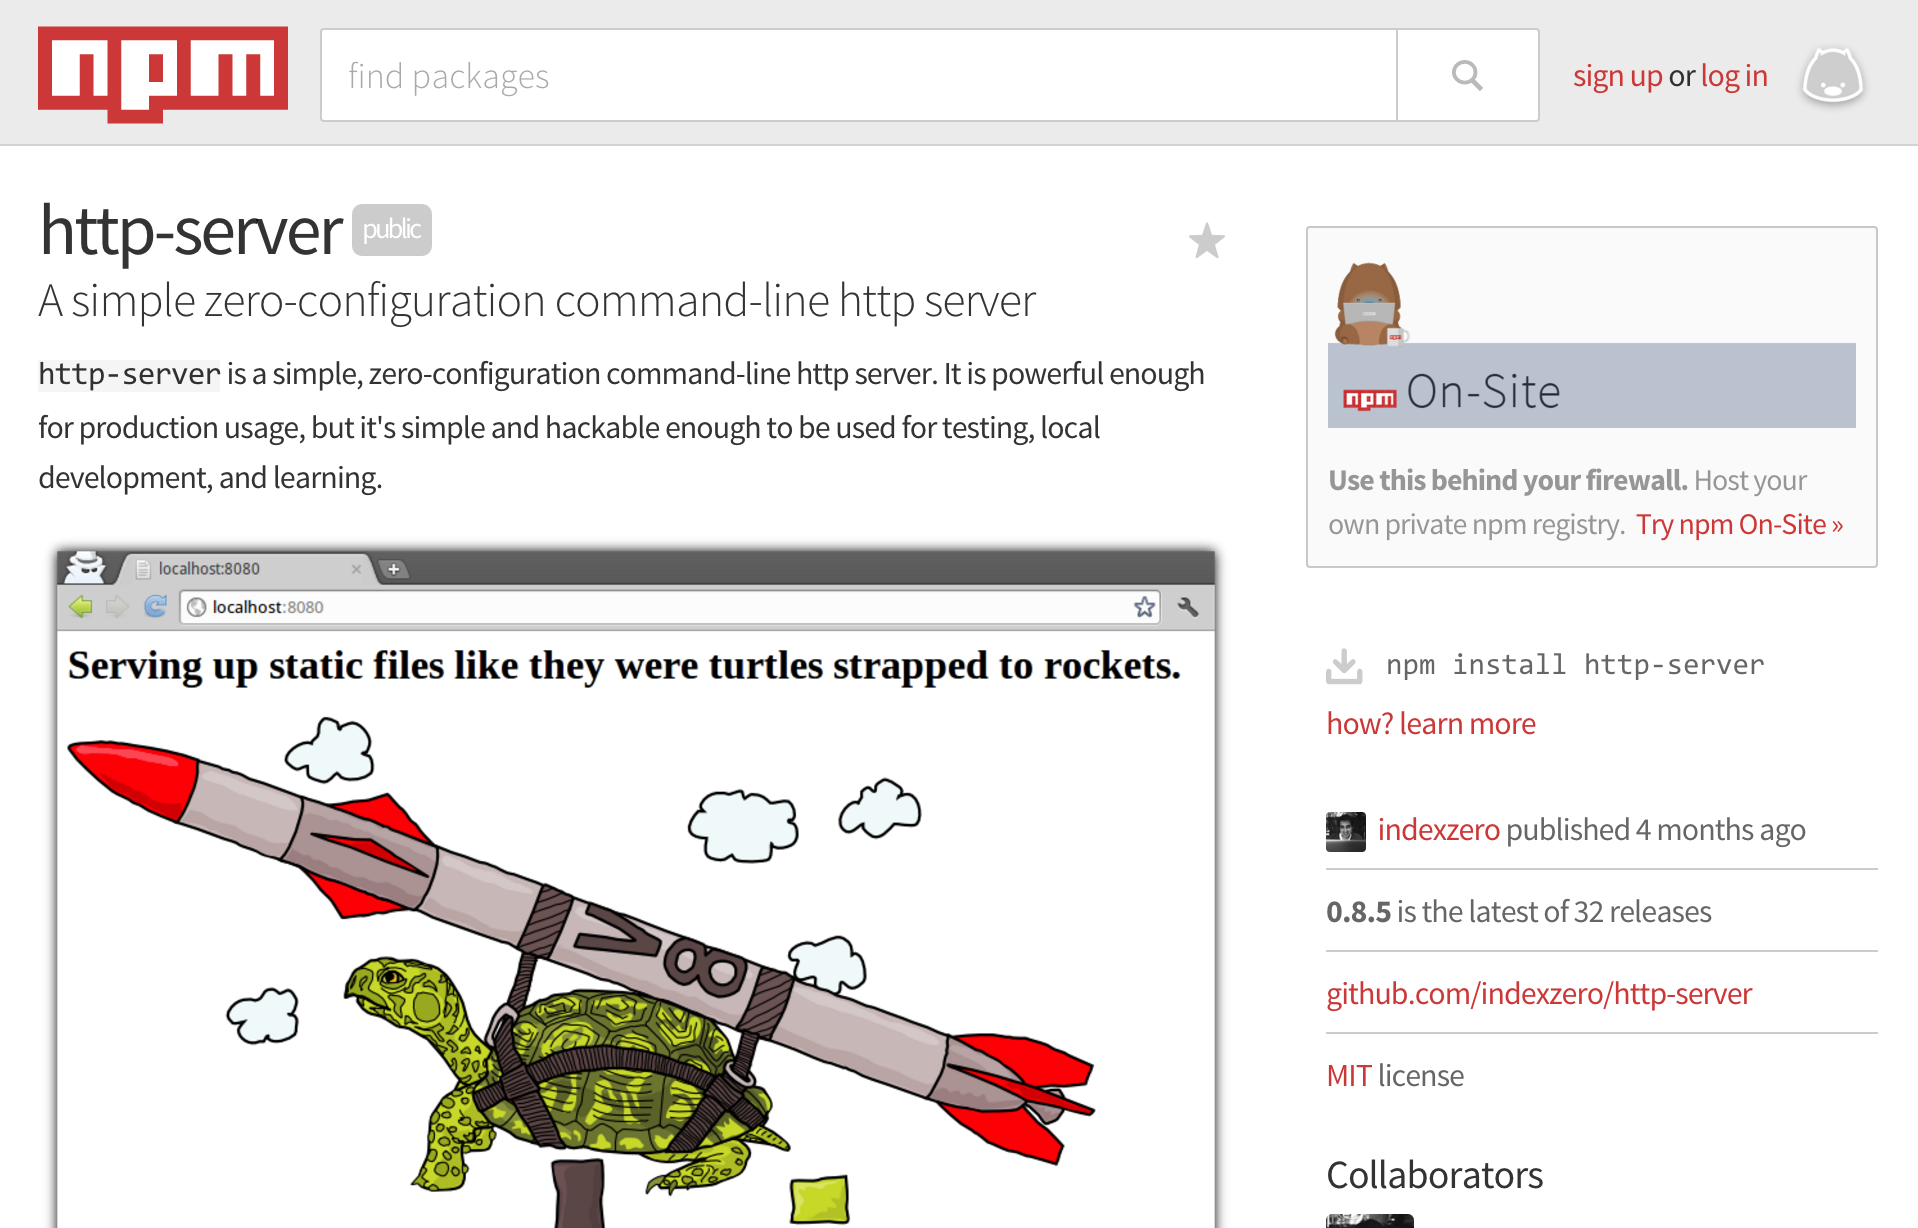 npm
find packages
sign up or log in
http-server public
A simple zero-configuration command-line http server
http-server is a simple, zero-configuration command-line http server. It is powerful enough
for production usage, but it's simple and hackable enough to be used for testing, local
development, and learning.
localhost:8080
localhost:8080
Serving up static files like they were turtles strapped to rockets.
V8
npm On-Site
Use this behind your firewall. Host your
own private npm registry. Try npm On-Site »
npm install http-server
how? learn more
indexzero published 4 months ago
0.8.5 is the latest of 32 releases
github.com/indexzero/http-server
MIT license
Collaborators